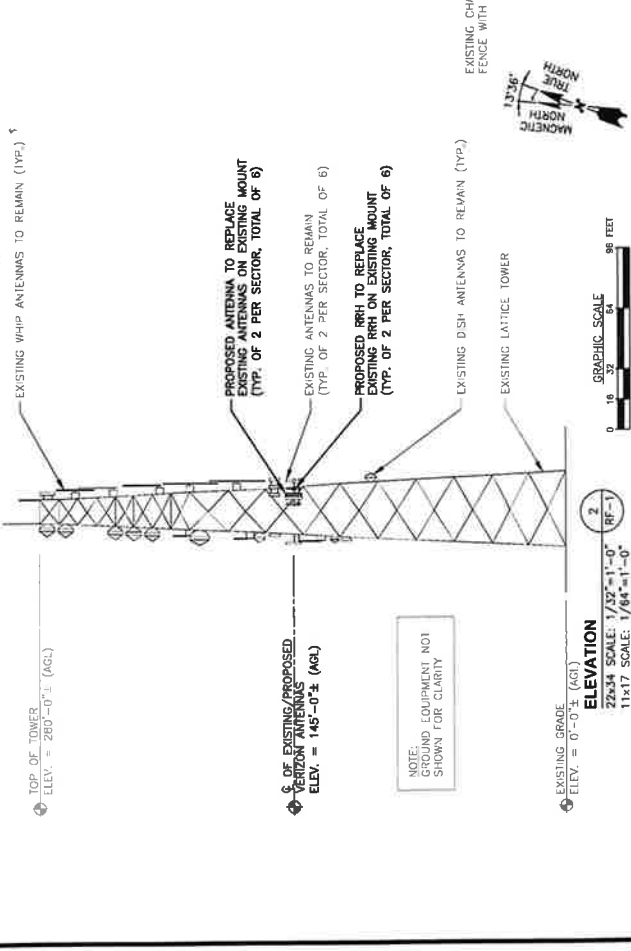 TOP OF TOWER
ELEV. = 280'-0"± (AGL)
EXISTING WHIP ANTENNAS TO REMAIN (TYP.)
PROPOSED ANTENNA TO REPLACE
EXISTING ANTENNAS ON EXISTING MOUNT
(TYP. OF 2 PER SECTOR, TOTAL OF 6)
EXISTING ANTENNAS TO REMAIN
(TYP. OF 2 PER SECTOR, TOTAL OF 6)
PROPOSED RRH TO REPLACE
EXISTING RRH ON EXISTING MOUNT
(TYP. OF 2 PER SECTOR, TOTAL OF 6)
℄ OF EXISTING/PROPOSED
VERIZON ANTENNAS
ELEV. = 145'-0"± (AGL)
EXISTING DISH ANTENNAS TO REMAIN (TYP.)
EXISTING LATTICE TOWER
NOTE:
GROUND EQUIPMENT NOT
SHOWN FOR CLARITY
EXISTING GRADE
ELEV. = 0'-0"± (AGL)
ELEVATION
22x34 SCALE: 1/32"=1'-0"
11x17 SCALE: 1/64"=1'-0"
2
RF-1
GRAPHIC SCALE
0 16 32 64 96 FEET
EXISTING CHA
FENCE WITH
13°36'
MAGNETIC
NORTH
TRUE
NORTH